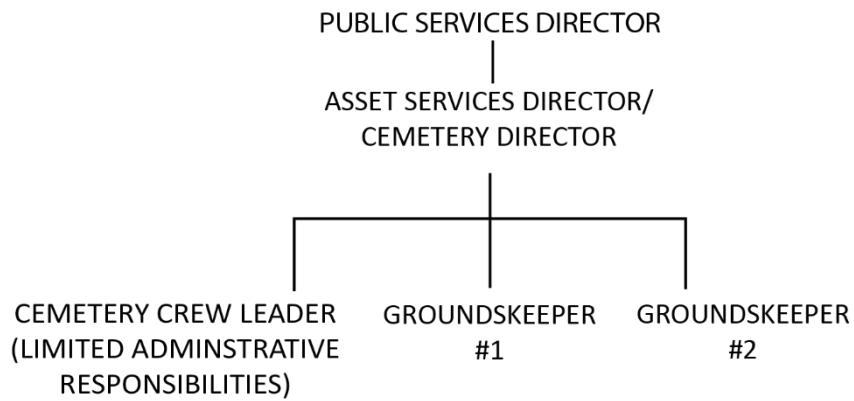 PUBLIC SERVICES DIRECTOR
ASSET SERVICES DIRECTOR/
CEMETERY DIRECTOR
CEMETERY CREW LEADER
(LIMITED ADMINSTRATIVE
RESPONSIBILITIES)
GROUNDSKEEPER
#1
GROUNDSKEEPER
#2